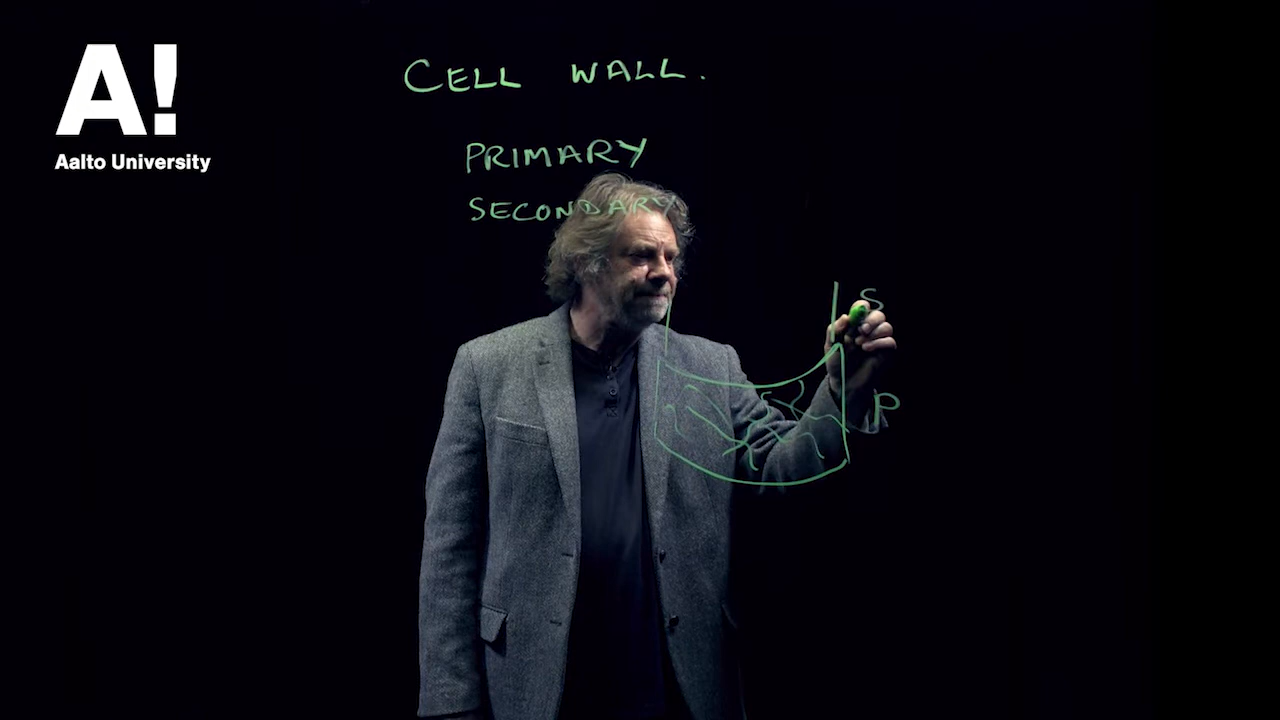 A!
Aalto University
CELL WALL.
PRIMARY
SECONDARY
S
P